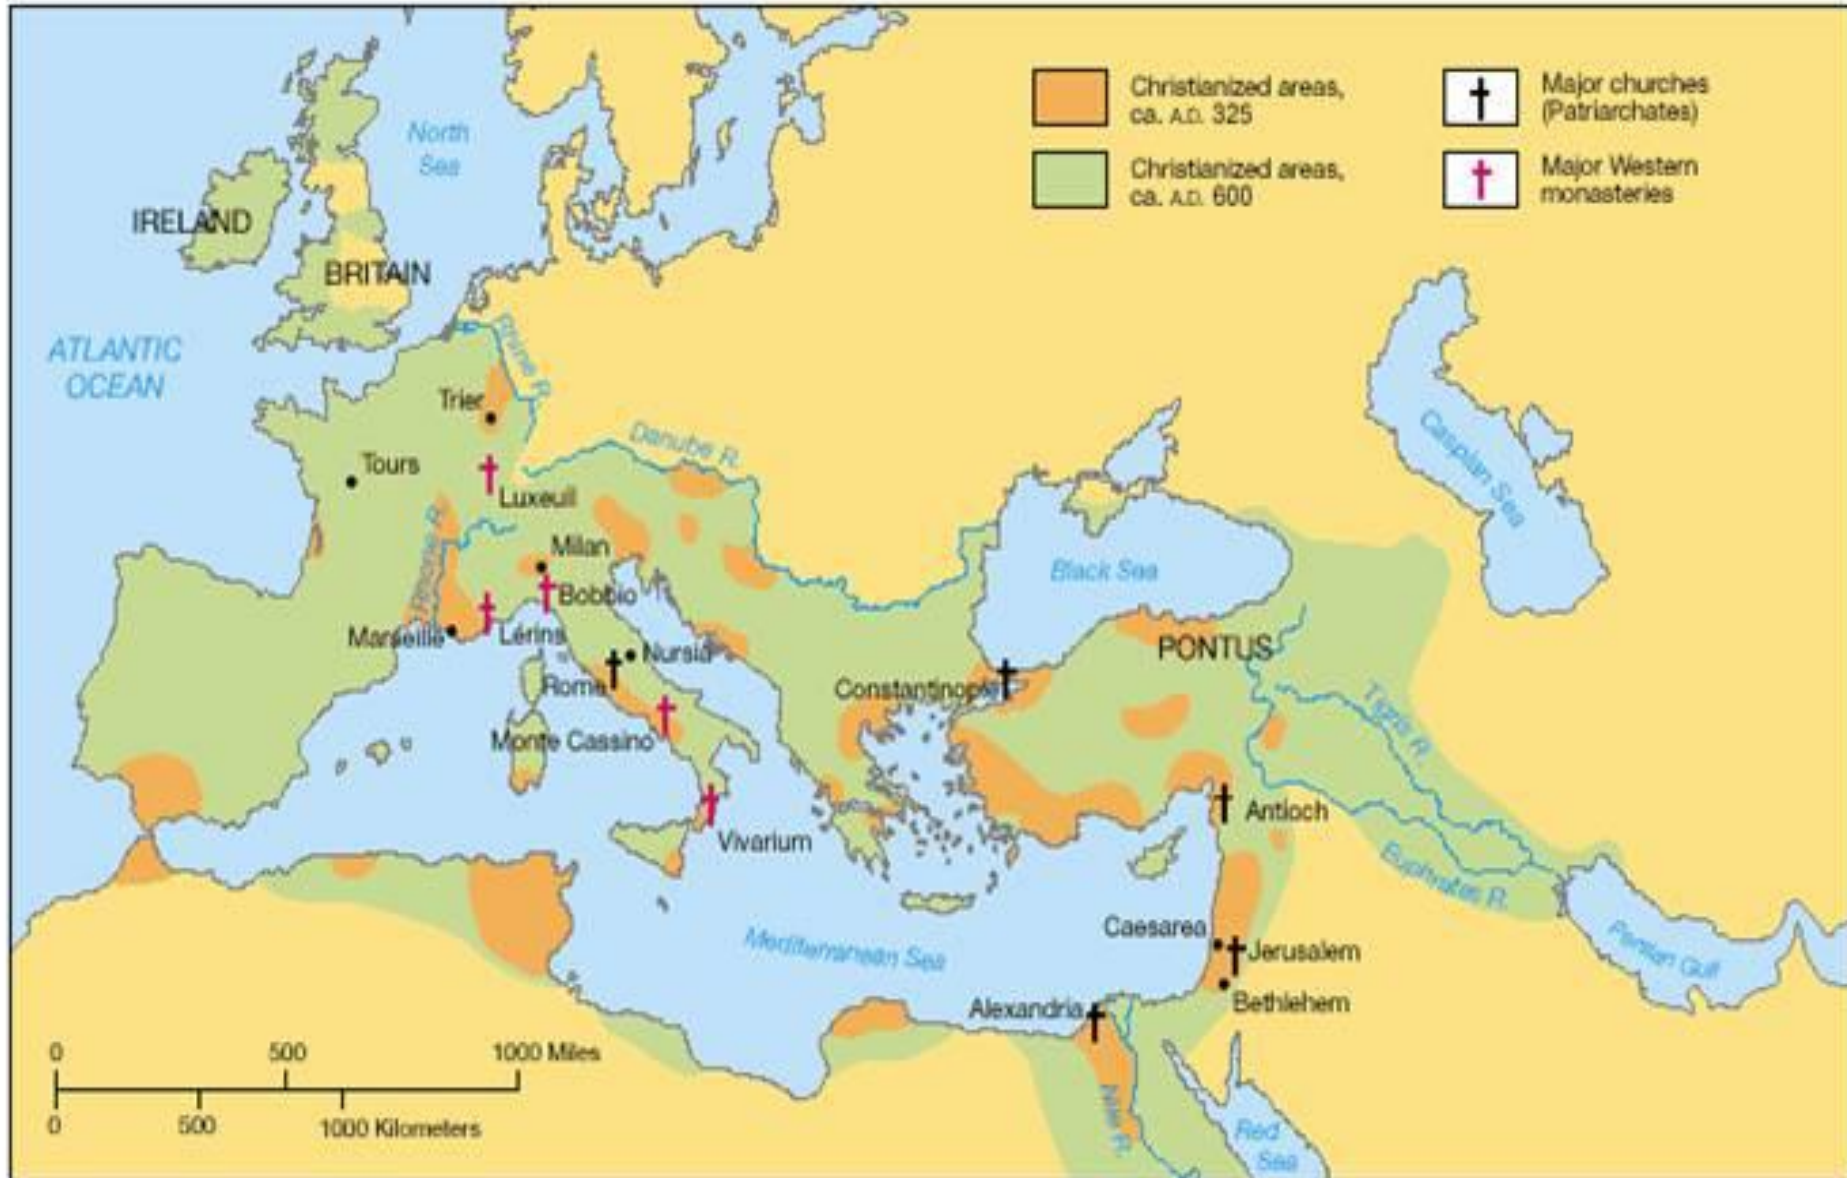 Christianized areas,
ca. A.D. 325
Christianized areas,
ca. A.D. 600
Major churches
(Patriarchates)
Major Western
monasteries
North
Sea
IRELAND
BRITAIN
ATLANTIC
OCEAN
Rhine R.
Trier
Danube R.
Tours
Luxeuil
Caspian Sea
Rhone R.
Milan
Black Sea
Bobbio
Marseille
Lérins
Nursia
PONTUS
Rome
Constantinople
Tigris R.
Monte Cassino
Antioch
Vivarium
Euphrates R.
Caesarea
Mediterranean Sea
Jerusalem
Persian Gulf
Alexandria
Bethlehem
0 500 1000 Miles
0 500 1000 Kilometers
Nile R.
Red
Sea